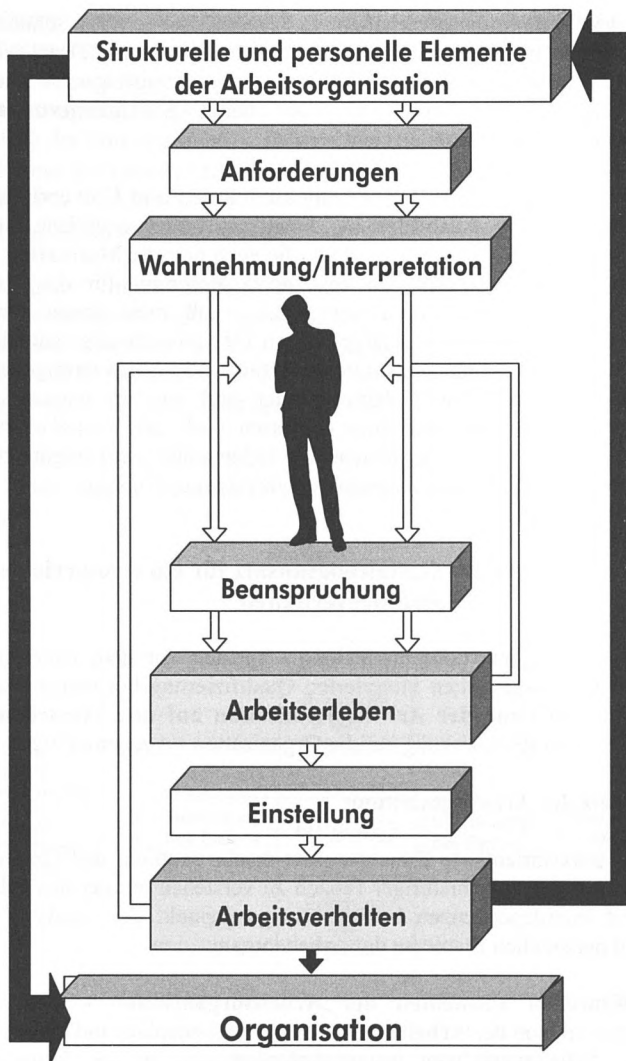 Strukturelle und personelle Elemente
der Arbeitsorganisation
Anforderungen
Wahrnehmung/Interpretation
Beanspruchung
Arbeitserleben
Einstellung
Arbeitsverhalten
Organisation